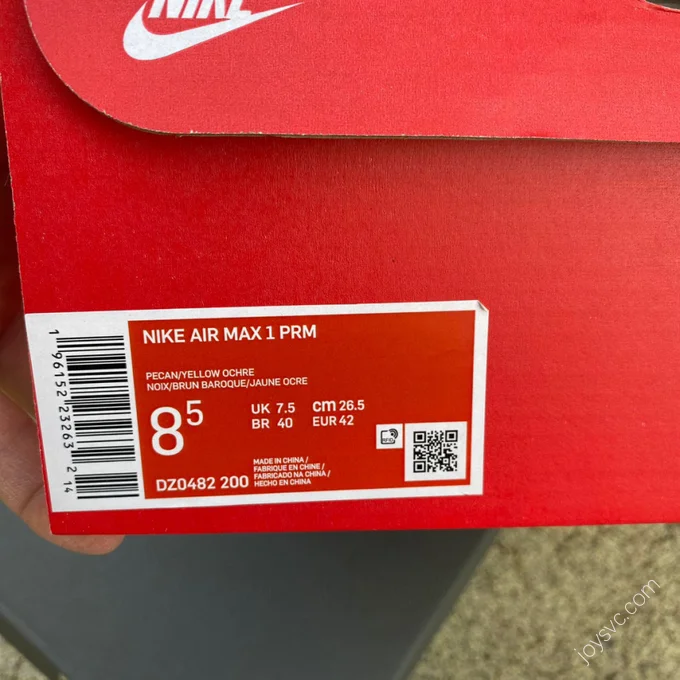 NIKE
NIKE AIR MAX 1 PRM
PECAN/YELLOW OCHRE
NOIX/BRUN BAROQUE/JAUNE OCRE
8⁵
UK 7.5 cm 26.5
BR 40 EUR 42
DZ0482 200
MADE IN CHINA /
FABRIQUE EN CHINE /
FABRICADO NA CHINA /
HECHO EN CHINA
RFID
1 96152 23263 2 14
joysvc.com